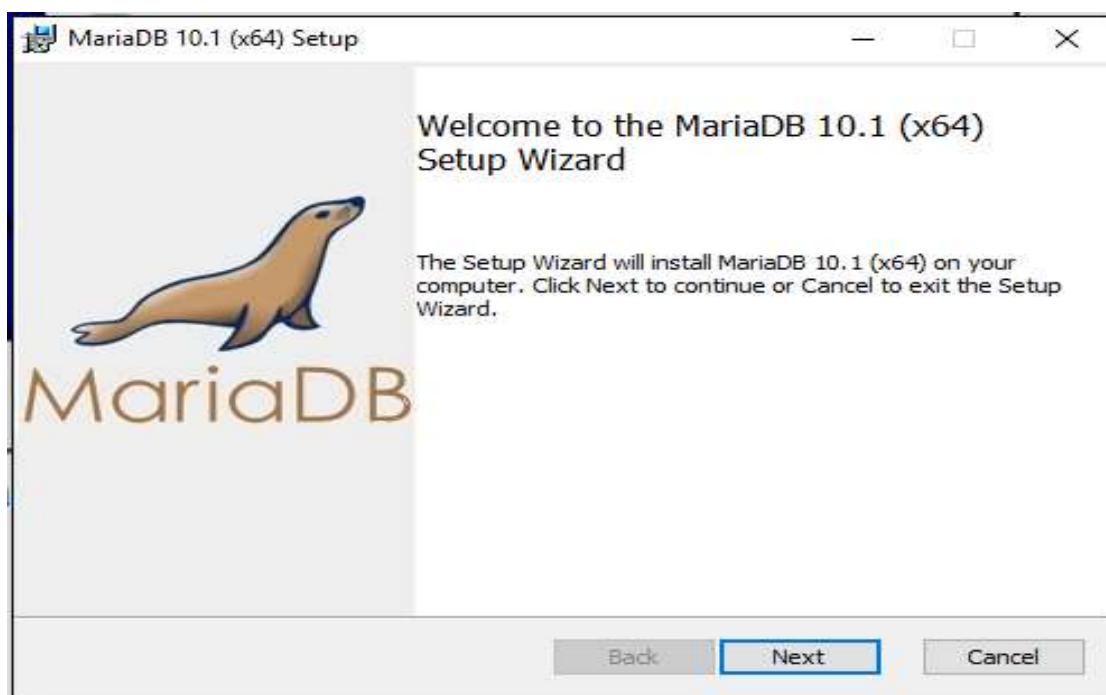 MariaDB 10.1 (x64) Setup
Welcome to the MariaDB 10.1 (x64)
Setup Wizard
The Setup Wizard will install MariaDB 10.1 (x64) on your
computer. Click Next to continue or Cancel to exit the Setup
Wizard.
MariaDB
Back
Next
Cancel